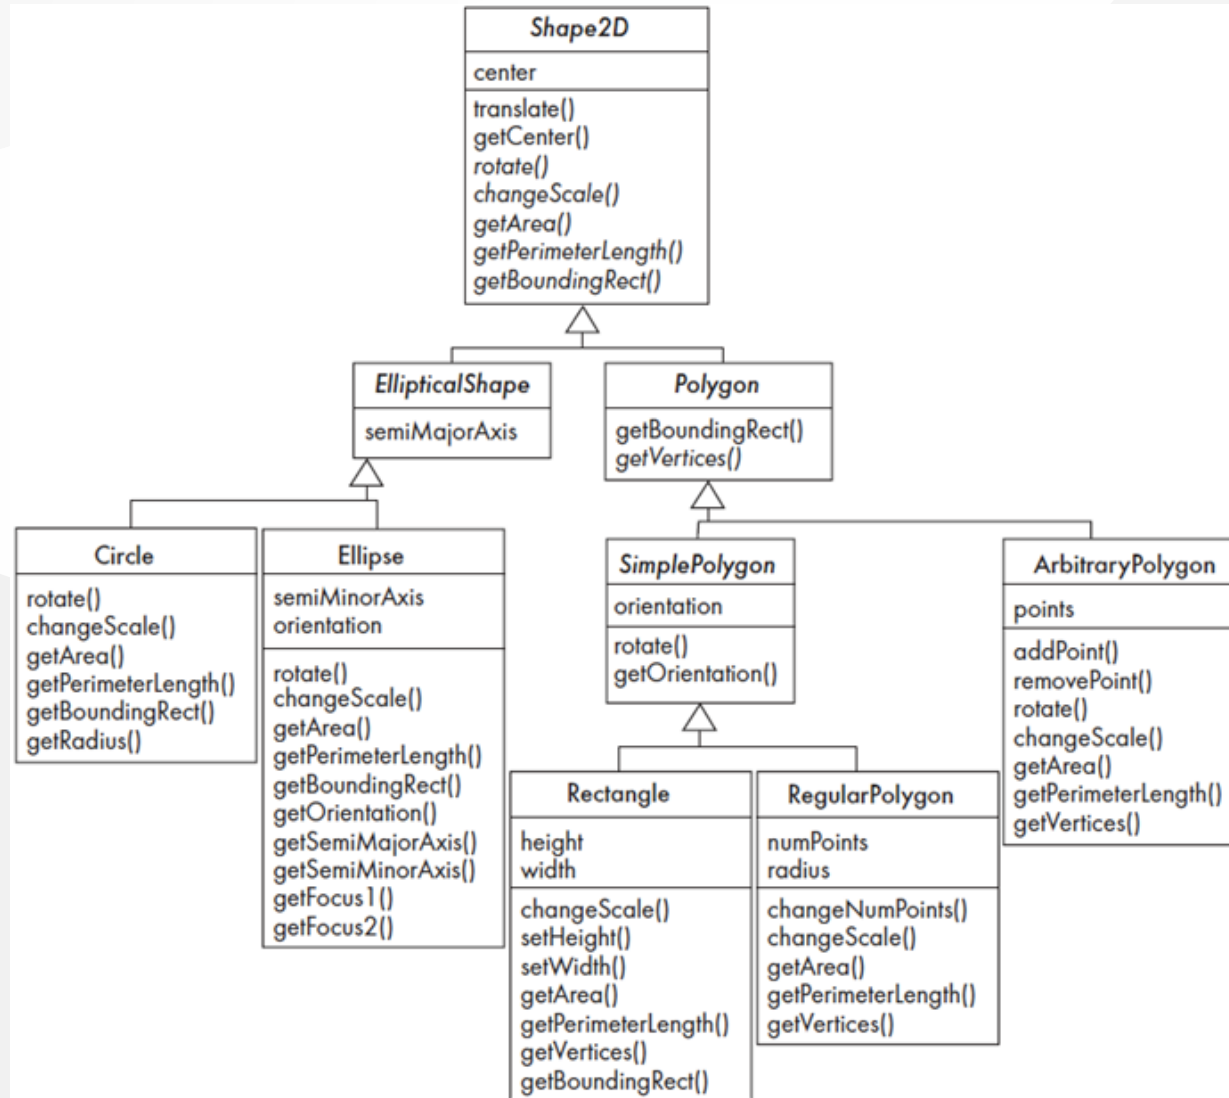 Shape2D
center
translate()
getCenter()
rotate()
changeScale()
getArea()
getPerimeterLength()
getBoundingRect()
EllipticalShape
semiMajorAxis
Polygon
getBoundingRect()
getVertices()
Circle
rotate()
changeScale()
getArea()
getPerimeterLength()
getBoundingRect()
getRadius()
Ellipse
semiMinorAxis
orientation
rotate()
changeScale()
getArea()
getPerimeterLength()
getBoundingRect()
getOrientation()
getSemiMajorAxis()
getSemiMinorAxis()
getFocus1()
getFocus2()
SimplePolygon
orientation
rotate()
getOrientation()
ArbitraryPolygon
points
addPoint()
removePoint()
rotate()
changeScale()
getArea()
getPerimeterLength()
getVertices()
Rectangle
height
width
changeScale()
setHeight()
setWidth()
getArea()
getPerimeterLength()
getVertices()
getBoundingRect()
RegularPolygon
numPoints
radius
changeNumPoints()
changeScale()
getArea()
getPerimeterLength()
getVertices()